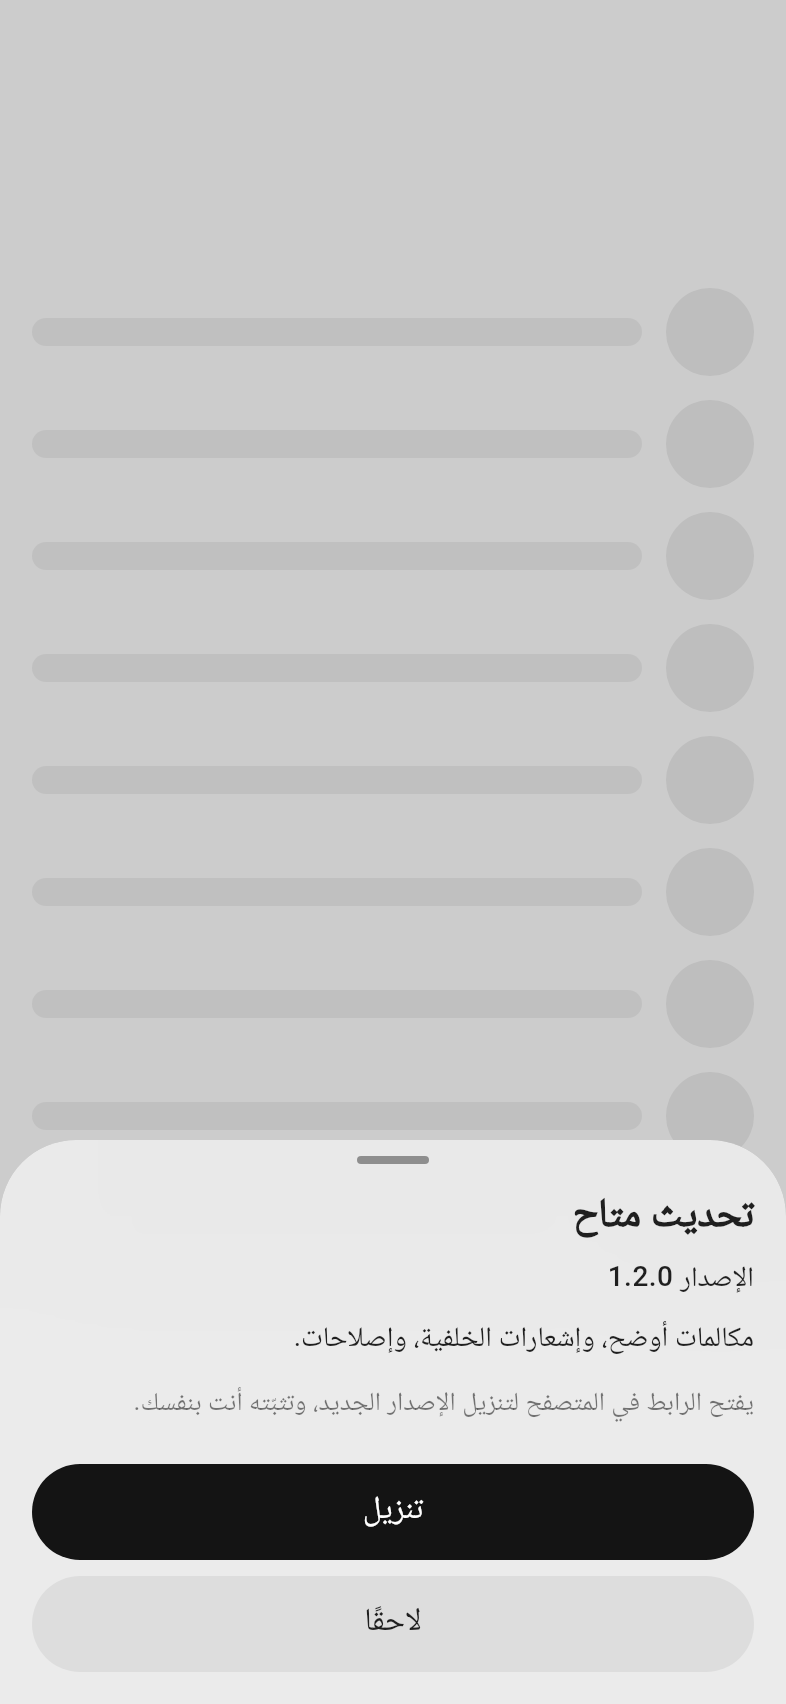 تحديث متاح
الإصدار 1.2.0
مكالمات أوضح، وإشعارات الخلفية، وإصلاحات.
يفتح الرابط في المتصفح لتنزيل الإصدار الجديد، وتثبّته أنت بنفسك.
تنزيل
لاحقًا